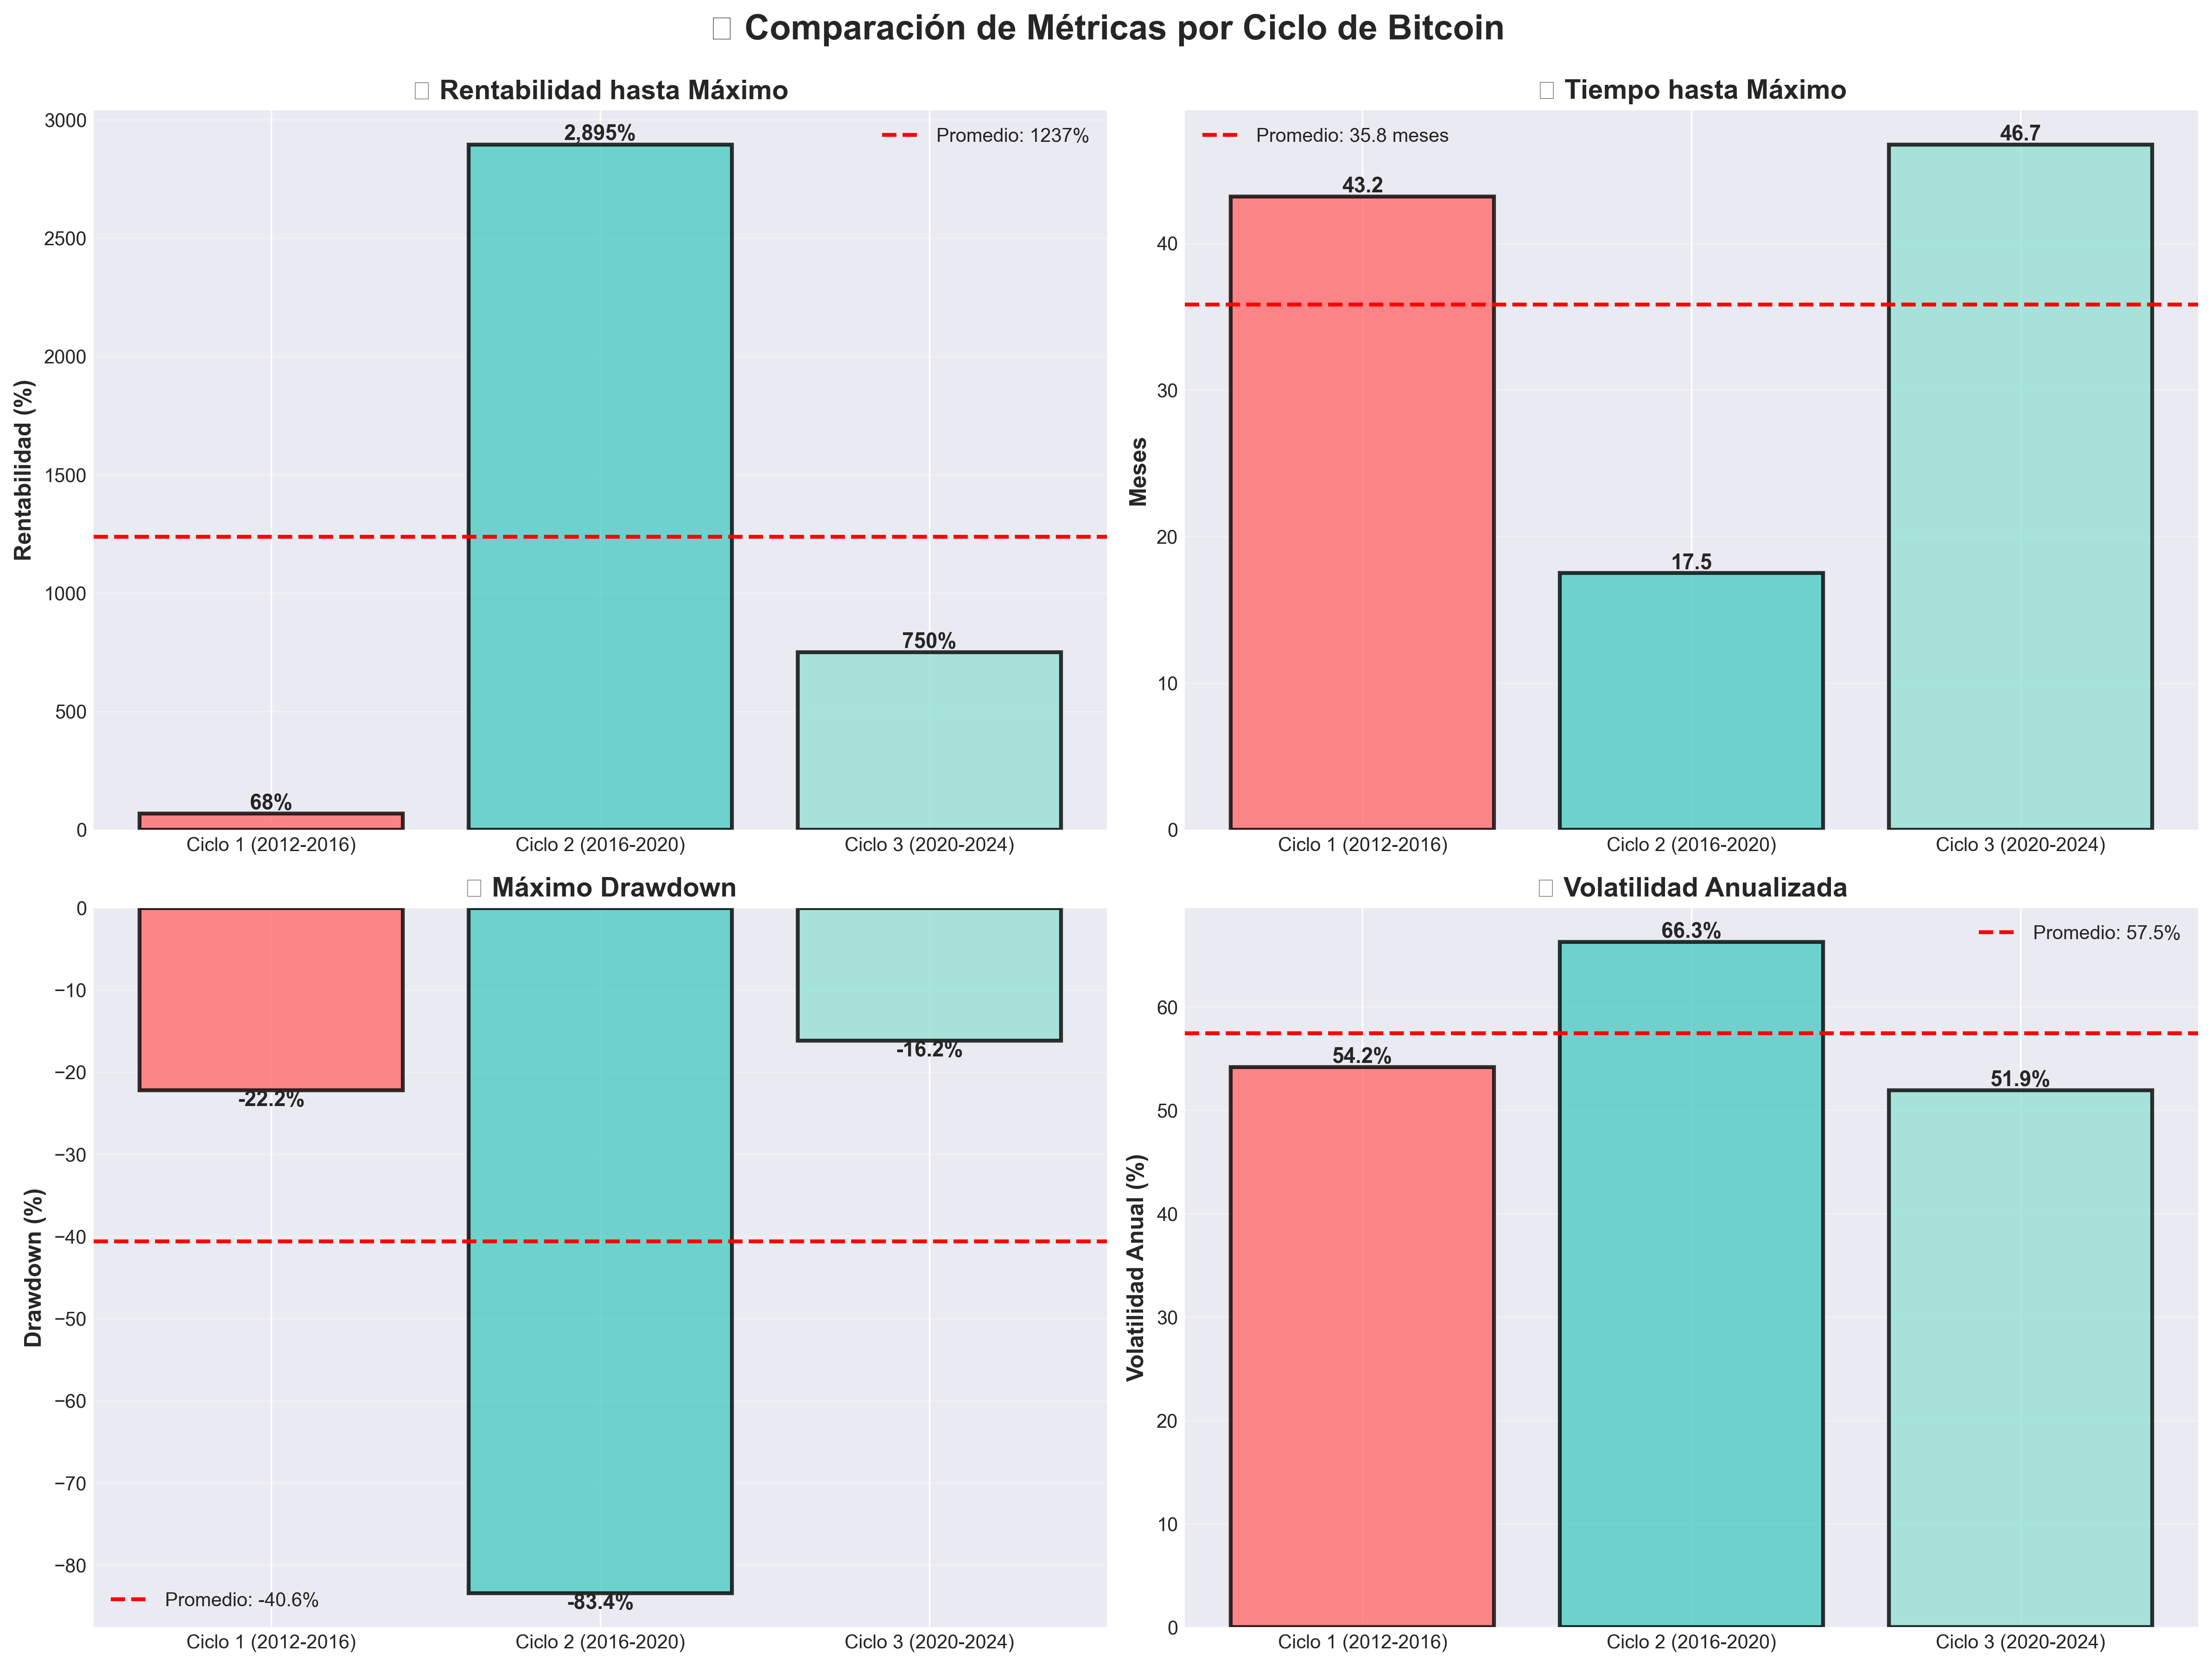 Comparación de Métricas por Ciclo de Bitcoin
Rentabilidad hasta Máximo
Rentabilidad (%)
3000
2500
2000
1500
1000
500
0
68%
2,895%
750%
Promedio: 1237%
Ciclo 1 (2012-2016)
Ciclo 2 (2016-2020)
Ciclo 3 (2020-2024)
Tiempo hasta Máximo
Meses
40
30
20
10
0
Promedio: 35.8 meses
43.2
17.5
46.7
Ciclo 1 (2012-2016)
Ciclo 2 (2016-2020)
Ciclo 3 (2020-2024)
Máximo Drawdown
Drawdown (%)
0
−10
−20
−30
−40
−50
−60
−70
−80
-22.2%
-83.4%
-16.2%
Promedio: -40.6%
Ciclo 1 (2012-2016)
Ciclo 2 (2016-2020)
Ciclo 3 (2020-2024)
Volatilidad Anualizada
Volatilidad Anual (%)
60
50
40
30
20
10
0
54.2%
66.3%
51.9%
Promedio: 57.5%
Ciclo 1 (2012-2016)
Ciclo 2 (2016-2020)
Ciclo 3 (2020-2024)